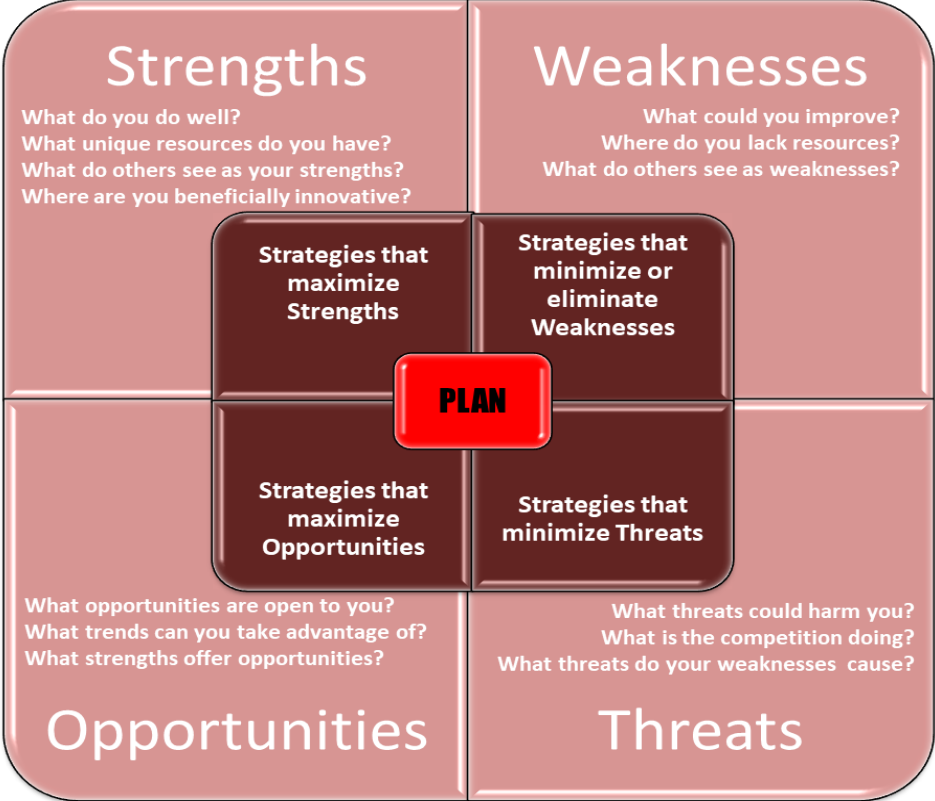 Strengths
What do you do well?
What unique resources do you have?
What do others see as your strengths?
Where are you beneficially innovative?
Weaknesses
What could you improve?
Where do you lack resources?
What do others see as weaknesses?
Strategies that
maximize
Strengths
Strategies that
minimize or
eliminate
Weaknesses
PLAN
Strategies that
maximize
Opportunities
Strategies that
minimize Threats
What opportunities are open to you?
What trends can you take advantage of?
What strengths offer opportunities?
Opportunities
What threats could harm you?
What is the competition doing?
What threats do your weaknesses cause?
Threats